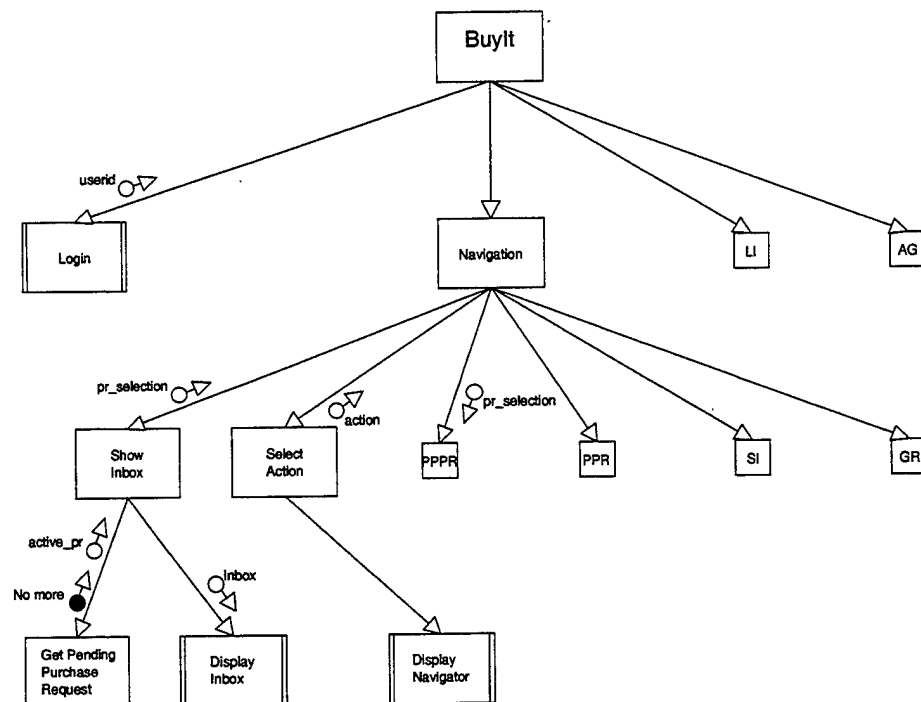 BuyIt
userid
Login
Navigation
LI
AG
pr_selection
action
pr_selection
Show
Inbox
Select
Action
PPPR
PPR
SI
GR
active_pr
No more
Inbox
Get Pending
Purchase
Request
Display
Inbox
Display
Navigator